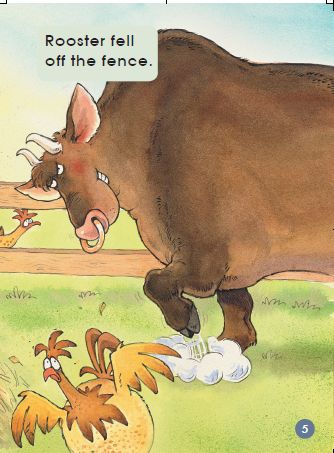 Rooster fell
off the fence.
5